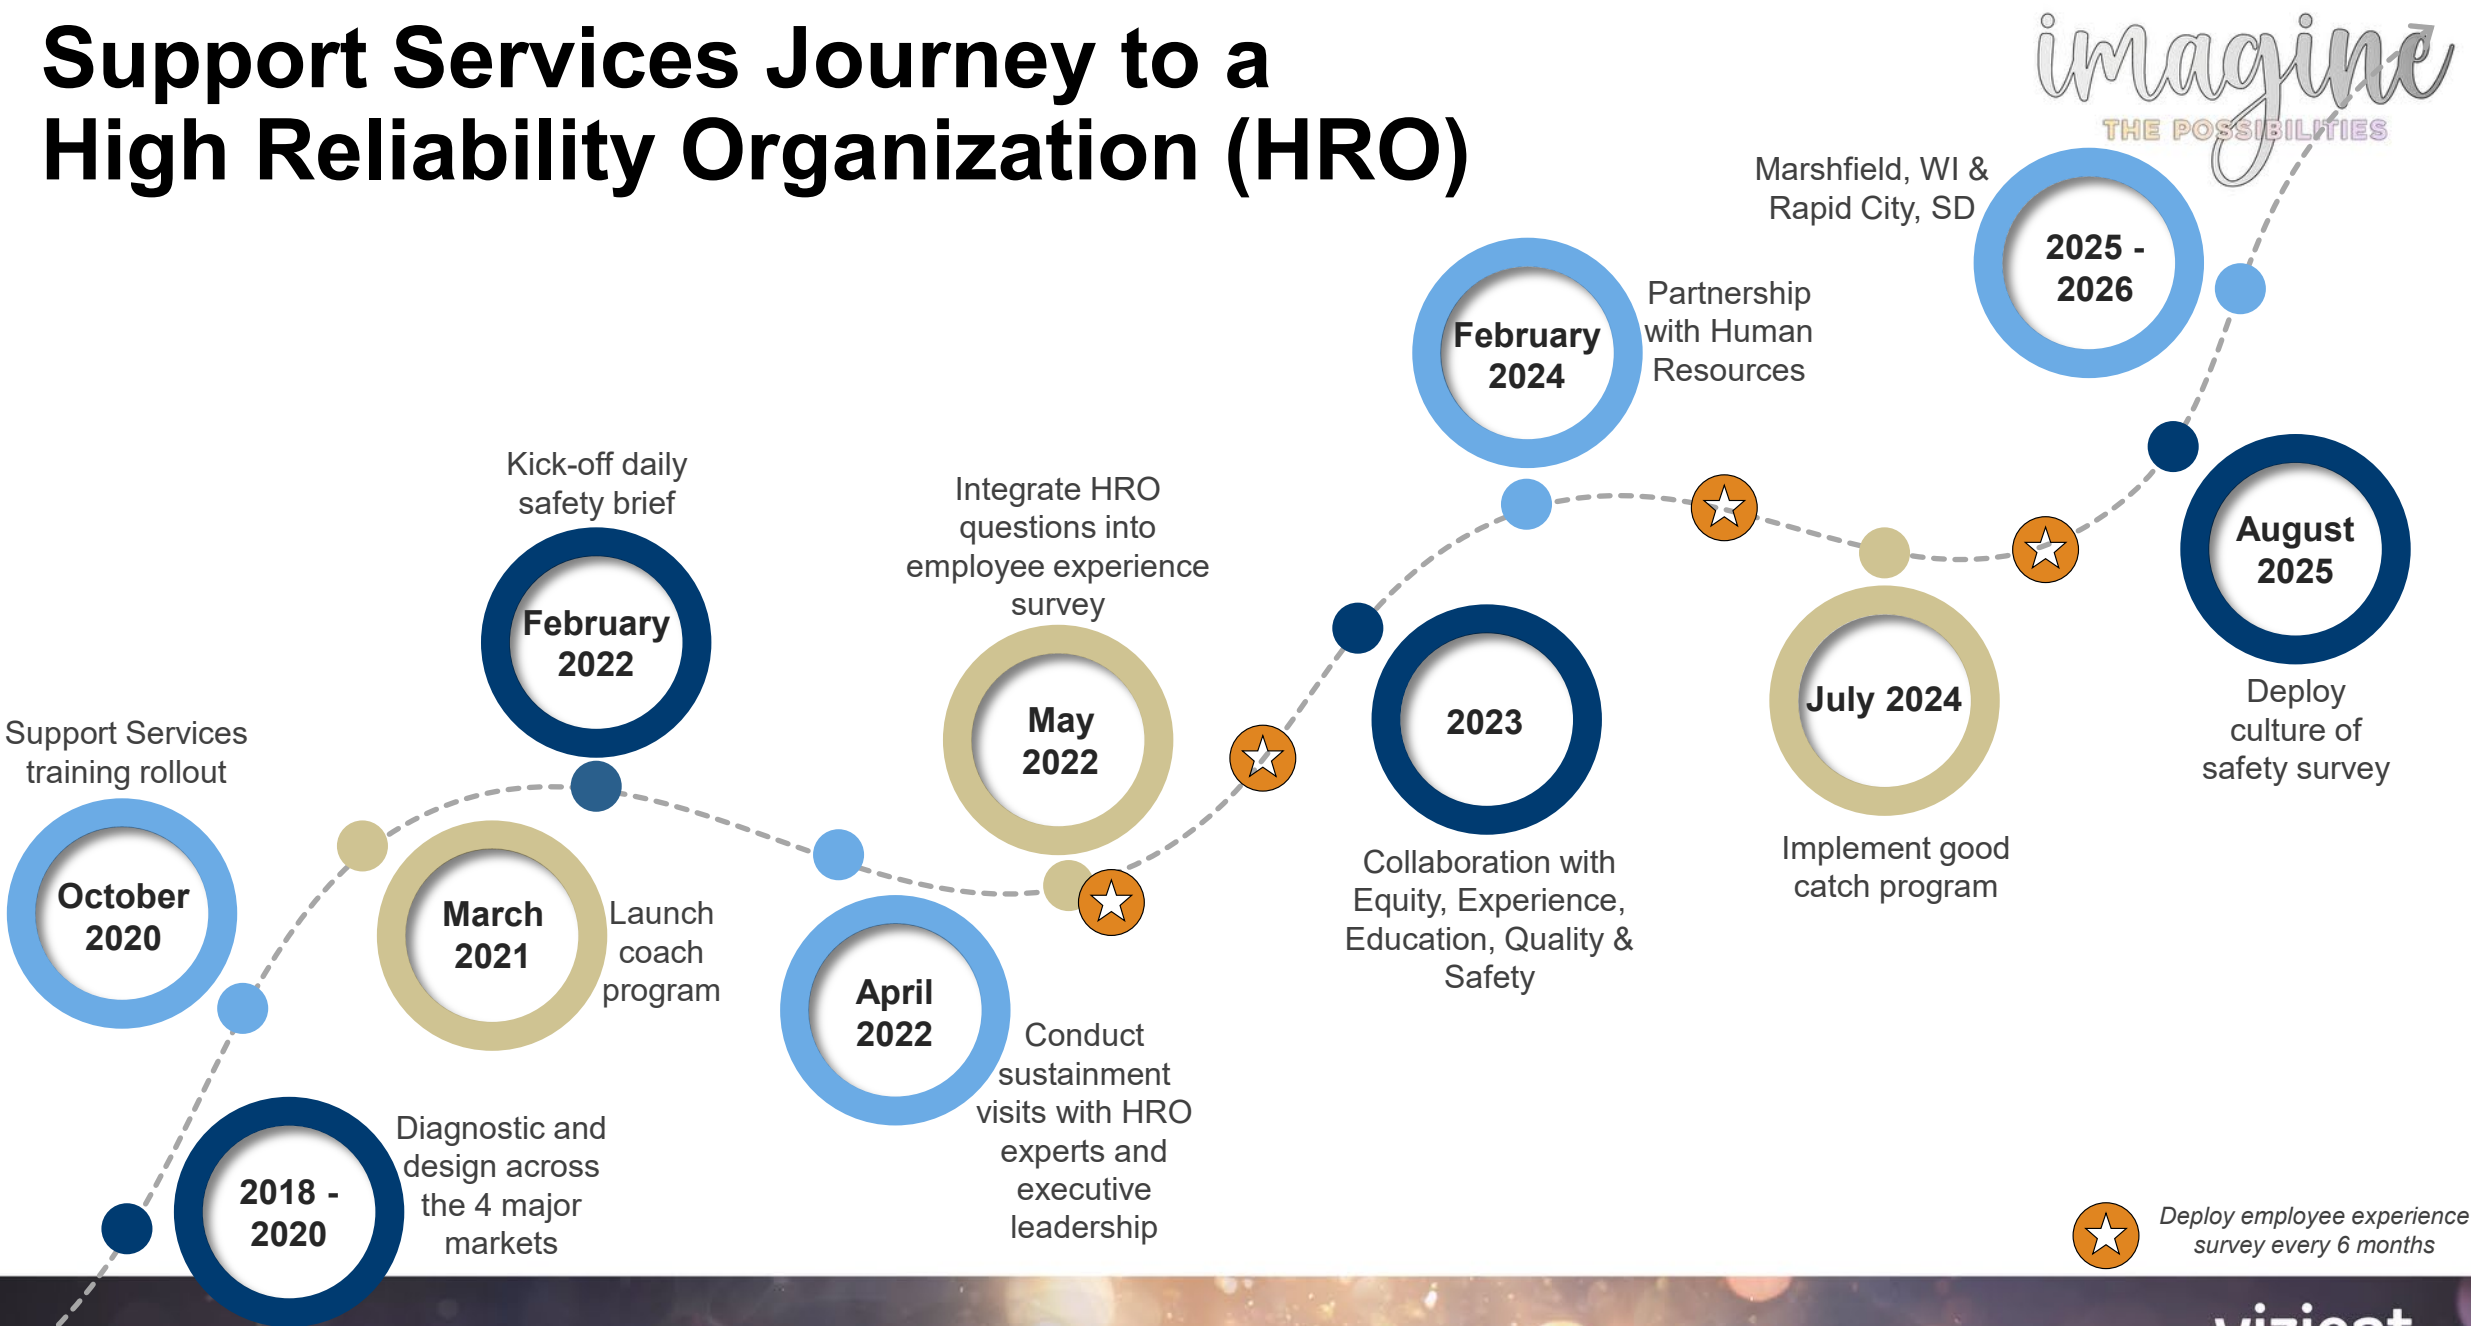 Support Services Journey to a
High Reliability Organization (HRO)
imagine
THE POSSIBILITIES
2018 -
2020
Diagnostic and
design across
the 4 major
markets
Support Services
training rollout
October
2020
March
2021
Launch
coach
program
Kick-off daily
safety brief
February
2022
April
2022
Conduct
sustainment
visits with HRO
experts and
executive
leadership
Integrate HRO
questions into
employee experience
survey
May
2022
2023
Collaboration with
Equity, Experience,
Education, Quality &
Safety
February
2024
Partnership
with Human
Resources
July 2024
Implement good
catch program
August
2025
Deploy
culture of
safety survey
Marshfield, WI &
Rapid City, SD
2025 -
2026
Deploy employee experience
survey every 6 months